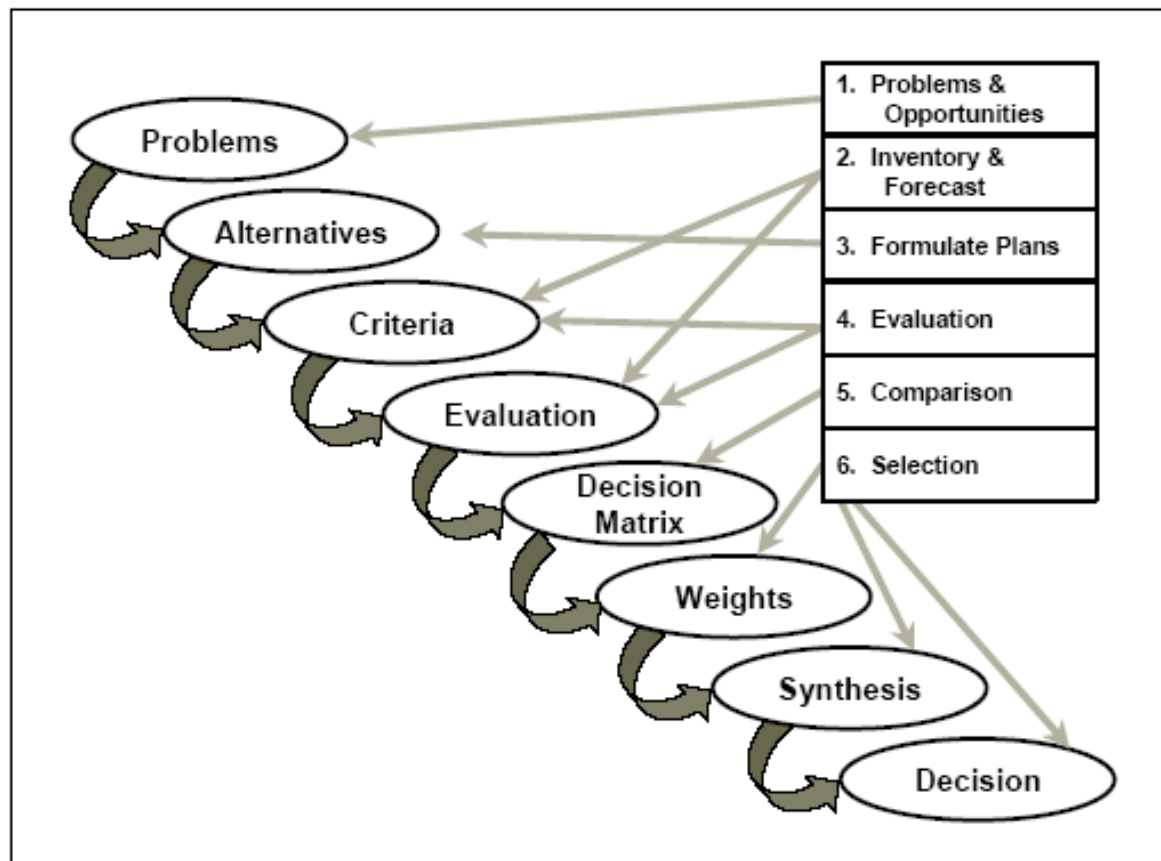 Problems
Alternatives
Criteria
Evaluation
Decision
Matrix
Weights
Synthesis
Decision
1. Problems &
Opportunities
2. Inventory &
Forecast
3. Formulate Plans
4. Evaluation
5. Comparison
6. Selection